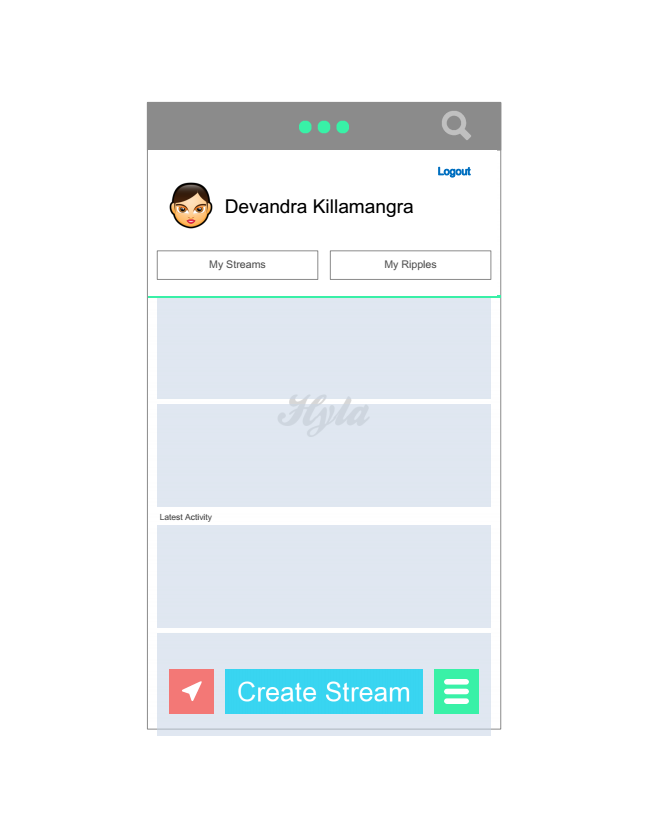 Logout
Devandra Killamangra
My Streams
My Ripples
Hyla
Latest Activity
Create Stream